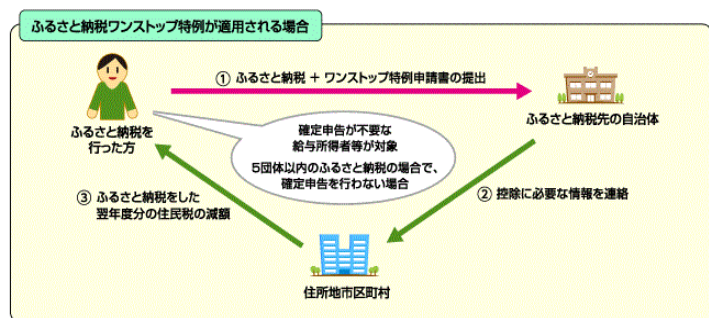 ふるさと納税ワンストップ特例が適用される場合
① ふるさと納税 + ワンストップ特例申請書の提出
ふるさと納税を
行った方
ふるさと納税先の自治体
確定申告が不要な
給与所得者等が対象
5団体以内のふるさと納税の場合で、
確定申告を行わない場合
② 控除に必要な情報を連絡
③ ふるさと納税をした
翌年度分の住民税の減額
住所地市区町村